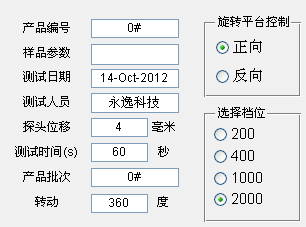 产品编号 0#
样品参数
测试日期 14-Oct-2012
测试人员 永逸科技
探头位移 4 毫米
测试时间(s) 60 秒
产品批次 0#
转动 360 度
旋转平台控制
正向
反向
选择档位
200
400
1000
2000